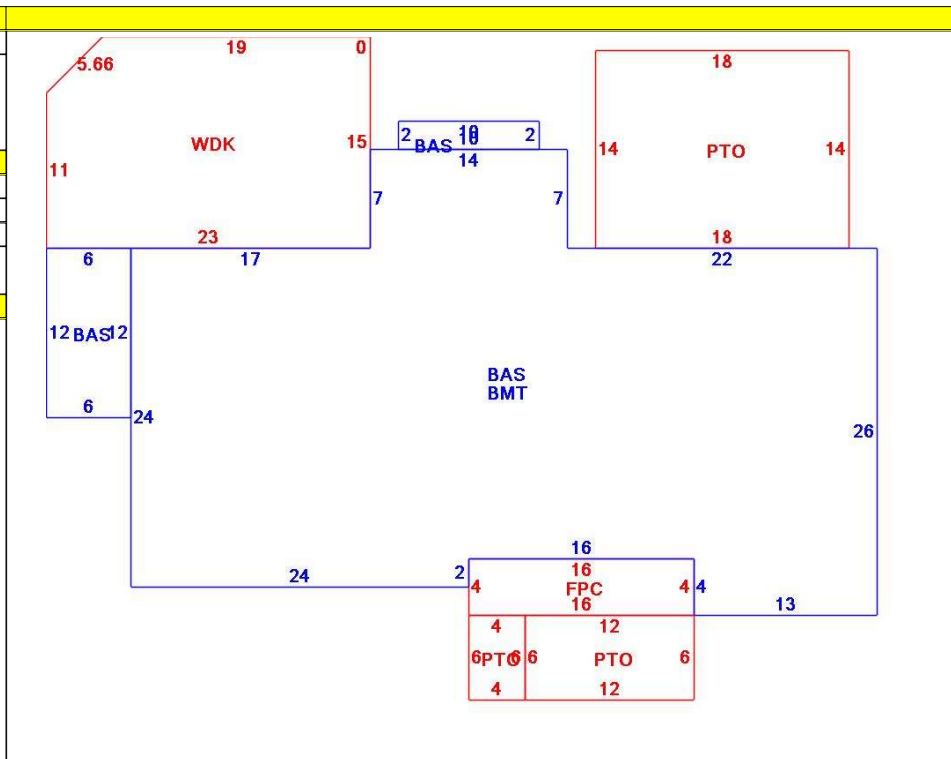 19 0
5.66
18
2 10 2
10
BAS
WDK 15
14 PTO 14
14
11
7 7
23 18
6 17 22
12 BAS 12
BAS
BMT
6 24
26
16
24 2 16
4 FPC 4 4
16 13
4 12
6 PTO 6 6 PTO 6
4 12